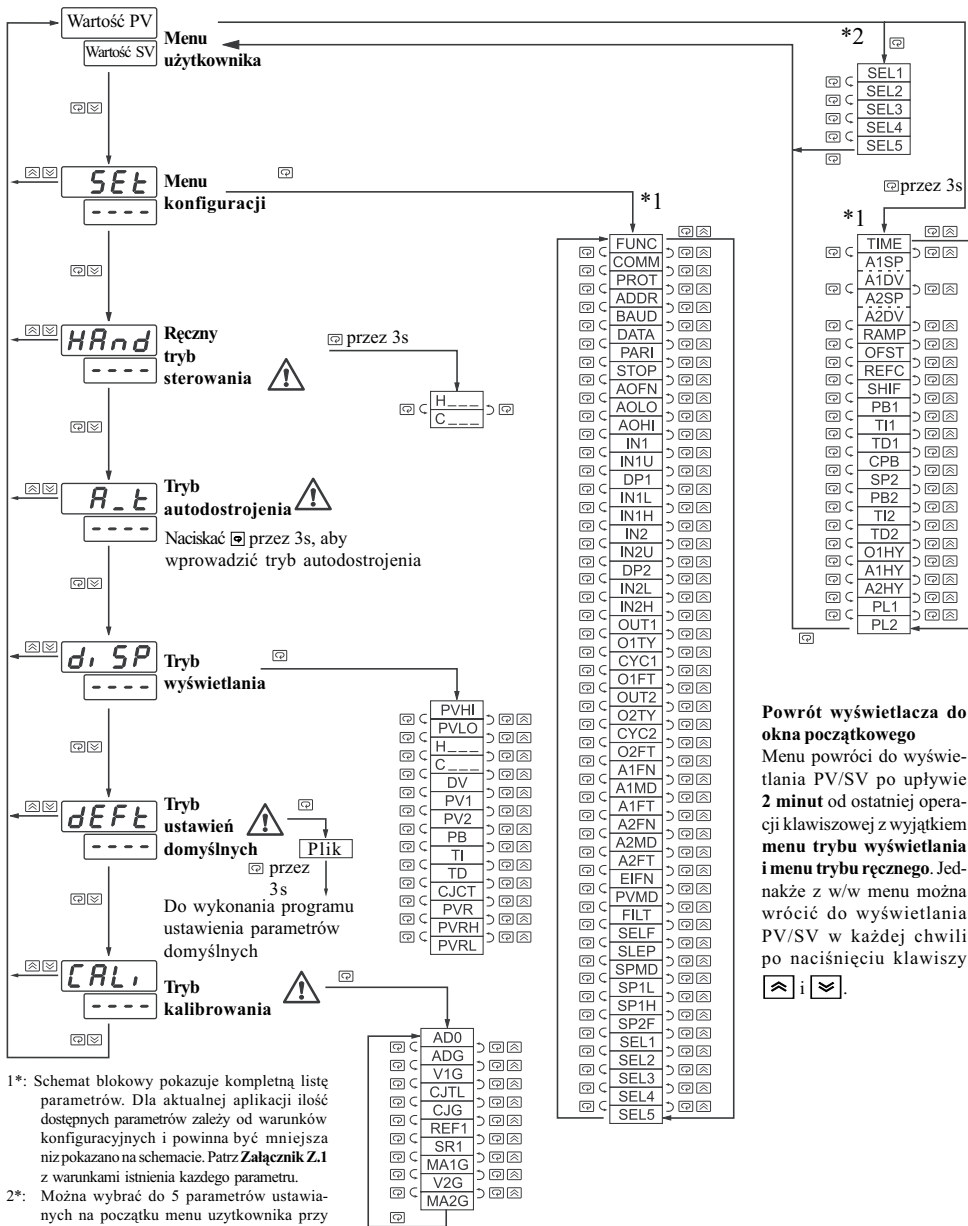 Wartość PV
Wartość SV
Menu
użytkownika
*2
SEL1
SEL2
SEL3
SEL4
SEL5
przez 3s
SEt
- - - -
Menu
konfiguracji
*1
FUNC
COMM
PROT
ADDR
BAUD
DATA
PARI
STOP
AOFN
AOLO
AOHI
IN1
IN1U
DP1
IN1L
IN1H
IN2
IN2U
DP2
IN2L
IN2H
OUT1
O1TY
CYC1
O1FT
OUT2
O2TY
CYC2
O2FT
A1FN
A1MD
A1FT
A2FN
A2MD
A2FT
EIFN
PVMD
FILT
SELF
SLEP
SPMD
SP1L
SP1H
SP2F
SEL1
SEL2
SEL3
SEL4
SEL5
*1
TIME
A1SP
A1DV
A2SP
A2DV
RAMP
OFST
REFC
SHIF
PB1
TI1
TD1
CPB
SP2
PB2
TI2
TD2
O1HY
A1HY
A2HY
PL1
PL2
HAnd
- - - -
Ręczny
tryb
sterowania
przez 3s
H_ _ _
C_ _ _
A_t
- - - -
Tryb
autodostrojenia
Naciskać przez 3s, aby
wprowadzić tryb autodostrojenia
di SP
- - - -
Tryb
wyświetlania
PVHI
PVLO
H_ _ _
C_ _ _
DV
PV1
PV2
PB
TI
TD
CJCT
PVR
PVRH
PVRL
dEFt
- - - -
Tryb
ustawień
domyślnych
Plik
przez
3s
Do wykonania programu
ustawienia parametrów
domyślnych
CALi
- - - -
Tryb
kalibrowania
AD0
ADG
V1G
CJTL
CJG
REF1
SR1
MA1G
V2G
MA2G
Powrót wyświetlacza do
okna początkowego
Menu powróci do wyświe-
tlania PV/SV po upływie
2 minut od ostatniej opera-
cji klawiszowej z wyjątkiem
menu trybu wyświetlania
i menu trybu ręcznego. Jed-
nakże z w/w menu można
wrócić do wyświetlania
PV/SV w każdej chwili
po naciśnięciu klawiszy
i .
1*: Schemat blokowy pokazuje kompletną listę
parametrów. Dla aktualnej aplikacji ilość
dostępnych parametrów zależy od warunków
konfiguracyjnych i powinna być mniejsza
niz pokazano na schemacie. Patrz Załącznik Z.1
z warunkami istnienia kazdego parametru.
2*: Można wybrać do 5 parametrów ustawia-
nych na początku menu uzytkownika przy